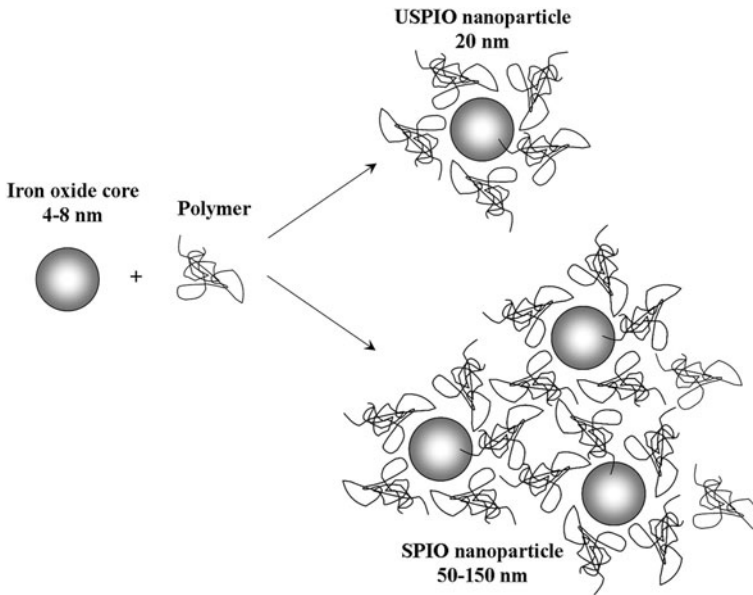 USPIO nanoparticle
20 nm
Iron oxide core
4-8 nm
Polymer
+
SPIO nanoparticle
50-150 nm